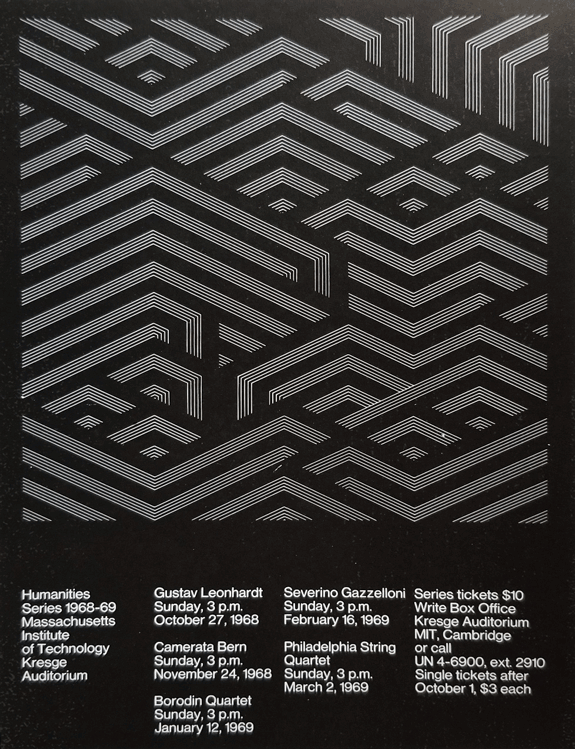 Humanities
Series 1968-69
Massachusetts
Institute
of Technology
Kresge
Auditorium
Gustav Leonhardt
Sunday, 3 p.m.
October 27, 1968
Camerata Bern
Sunday, 3 p.m.
November 24, 1968
Borodin Quartet
Sunday, 3 p.m.
January 12, 1969
Severino Gazzelloni
Sunday, 3 p.m.
February 16, 1969
Philadelphia String
Quartet
Sunday, 3 p.m.
March 2, 1969
Series tickets $10
Write Box Office
Kresge Auditorium
MIT, Cambridge
or call
UN 4-6900, ext. 2910
Single tickets after
October 1, $3 each